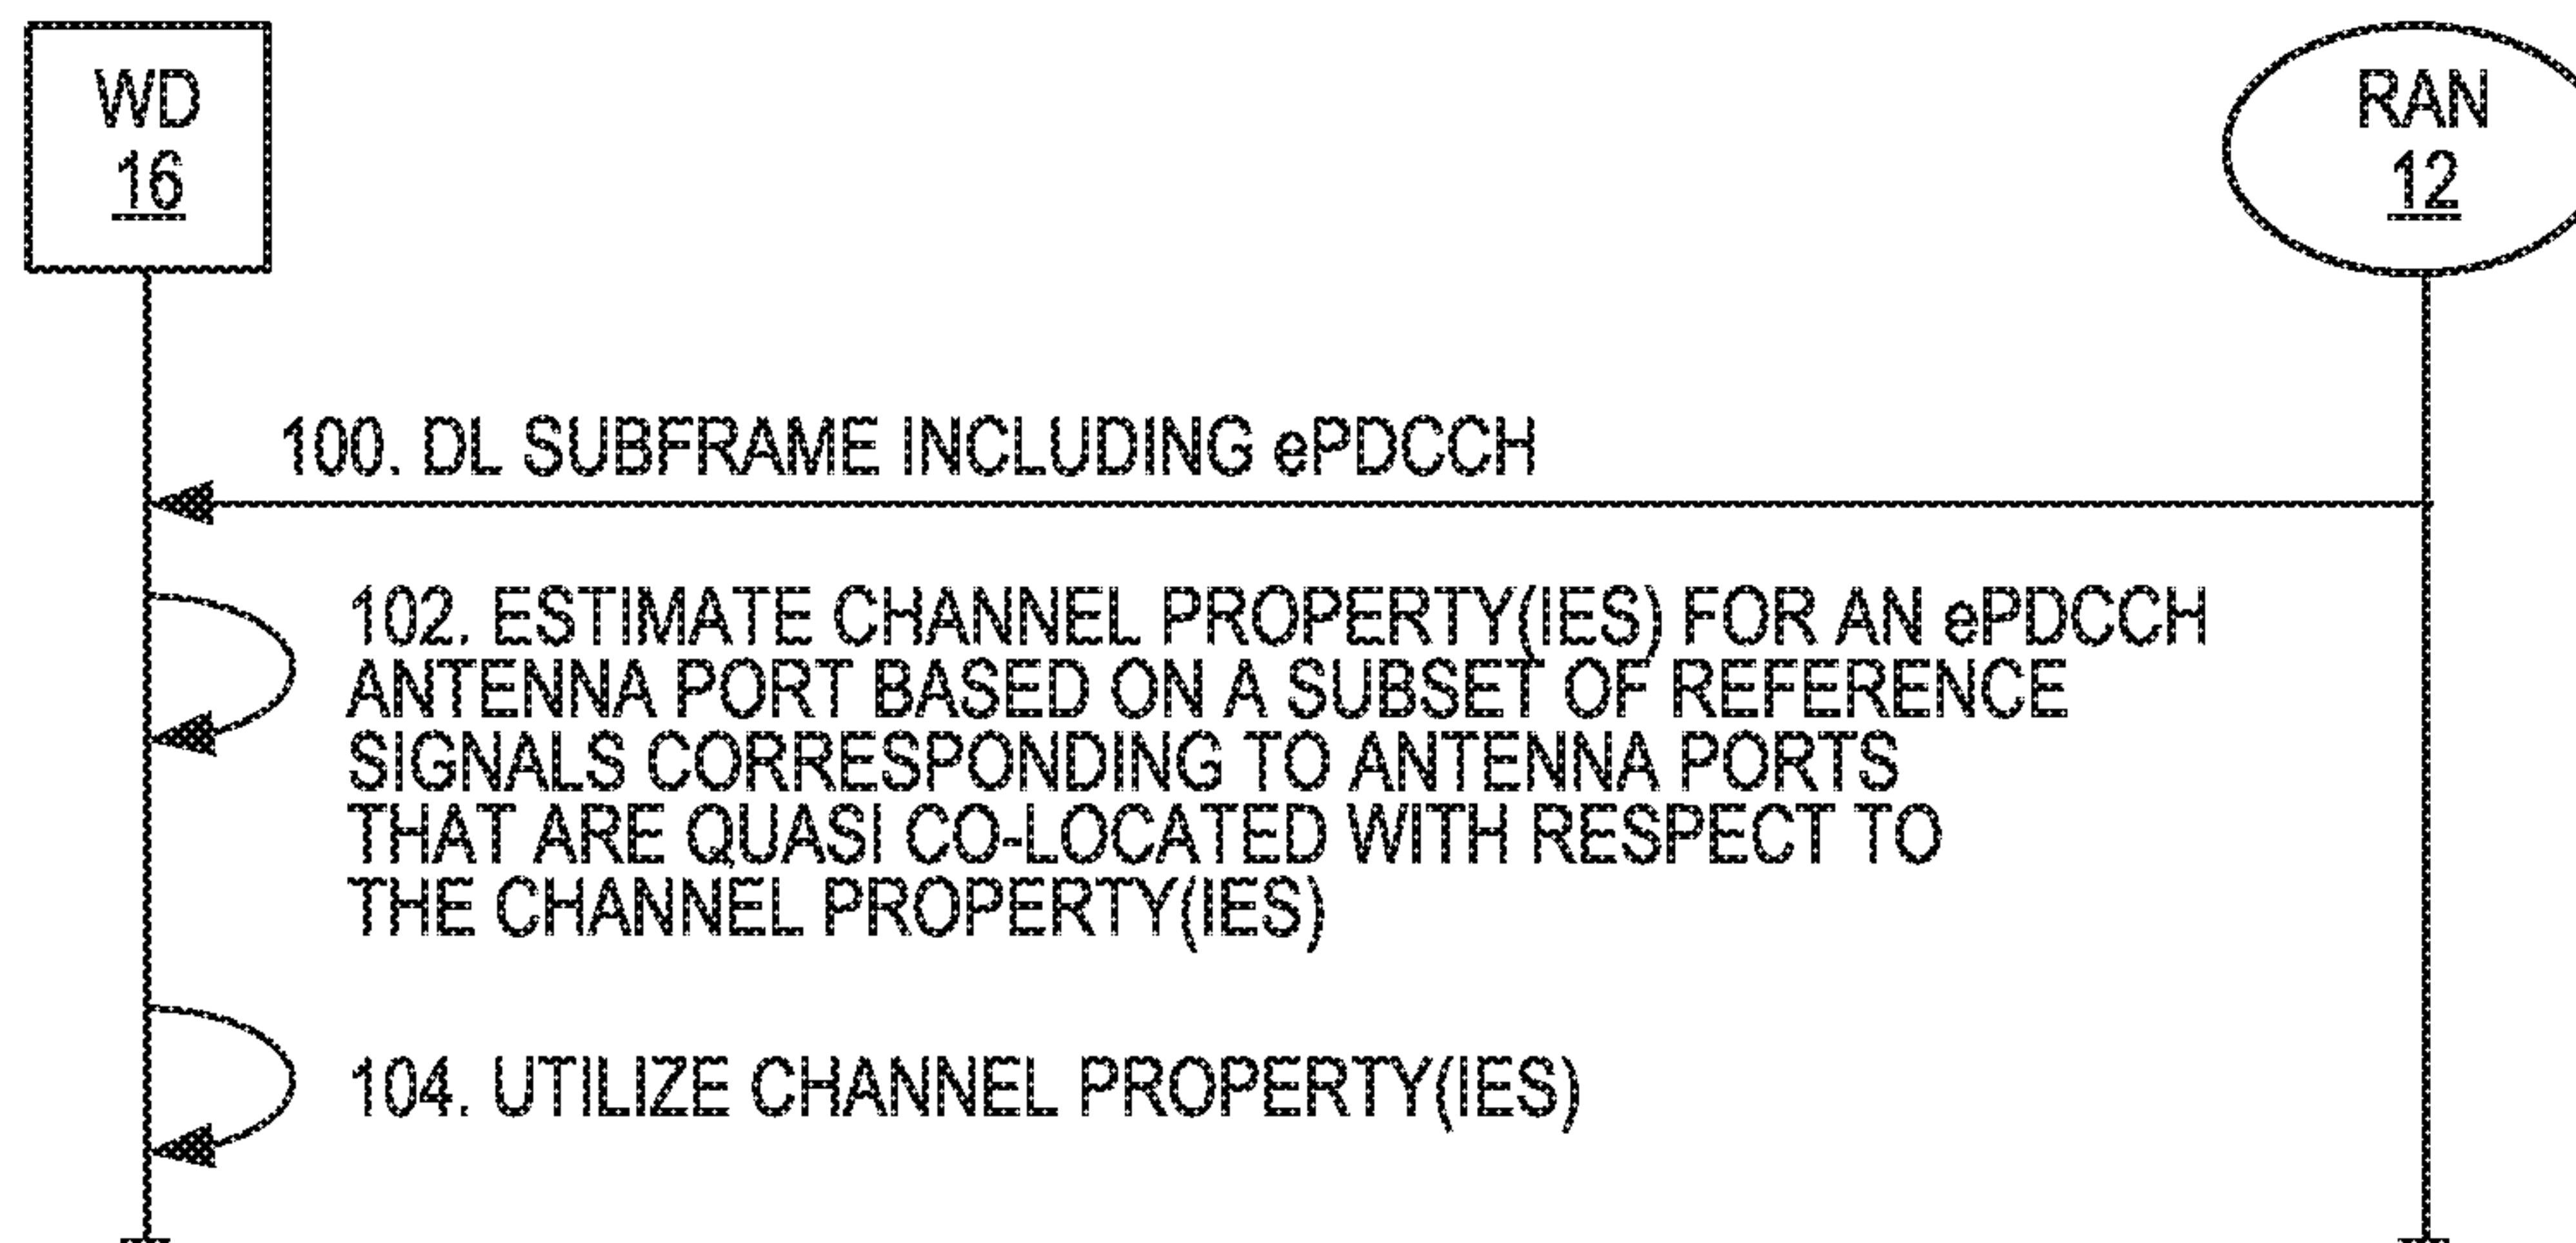 WD
16
RAN
12
100. DL SUBFRAME INCLUDING ePDCCH
102. ESTIMATE CHANNEL PROPERTY(IES) FOR AN ePDCCH
ANTENNA PORT BASED ON A SUBSET OF REFERENCE
SIGNALS CORRESPONDING TO ANTENNA PORTS
THAT ARE QUASI CO-LOCATED WITH RESPECT TO
THE CHANNEL PROPERTY(IES)
104. UTILIZE CHANNEL PROPERTY(IES)